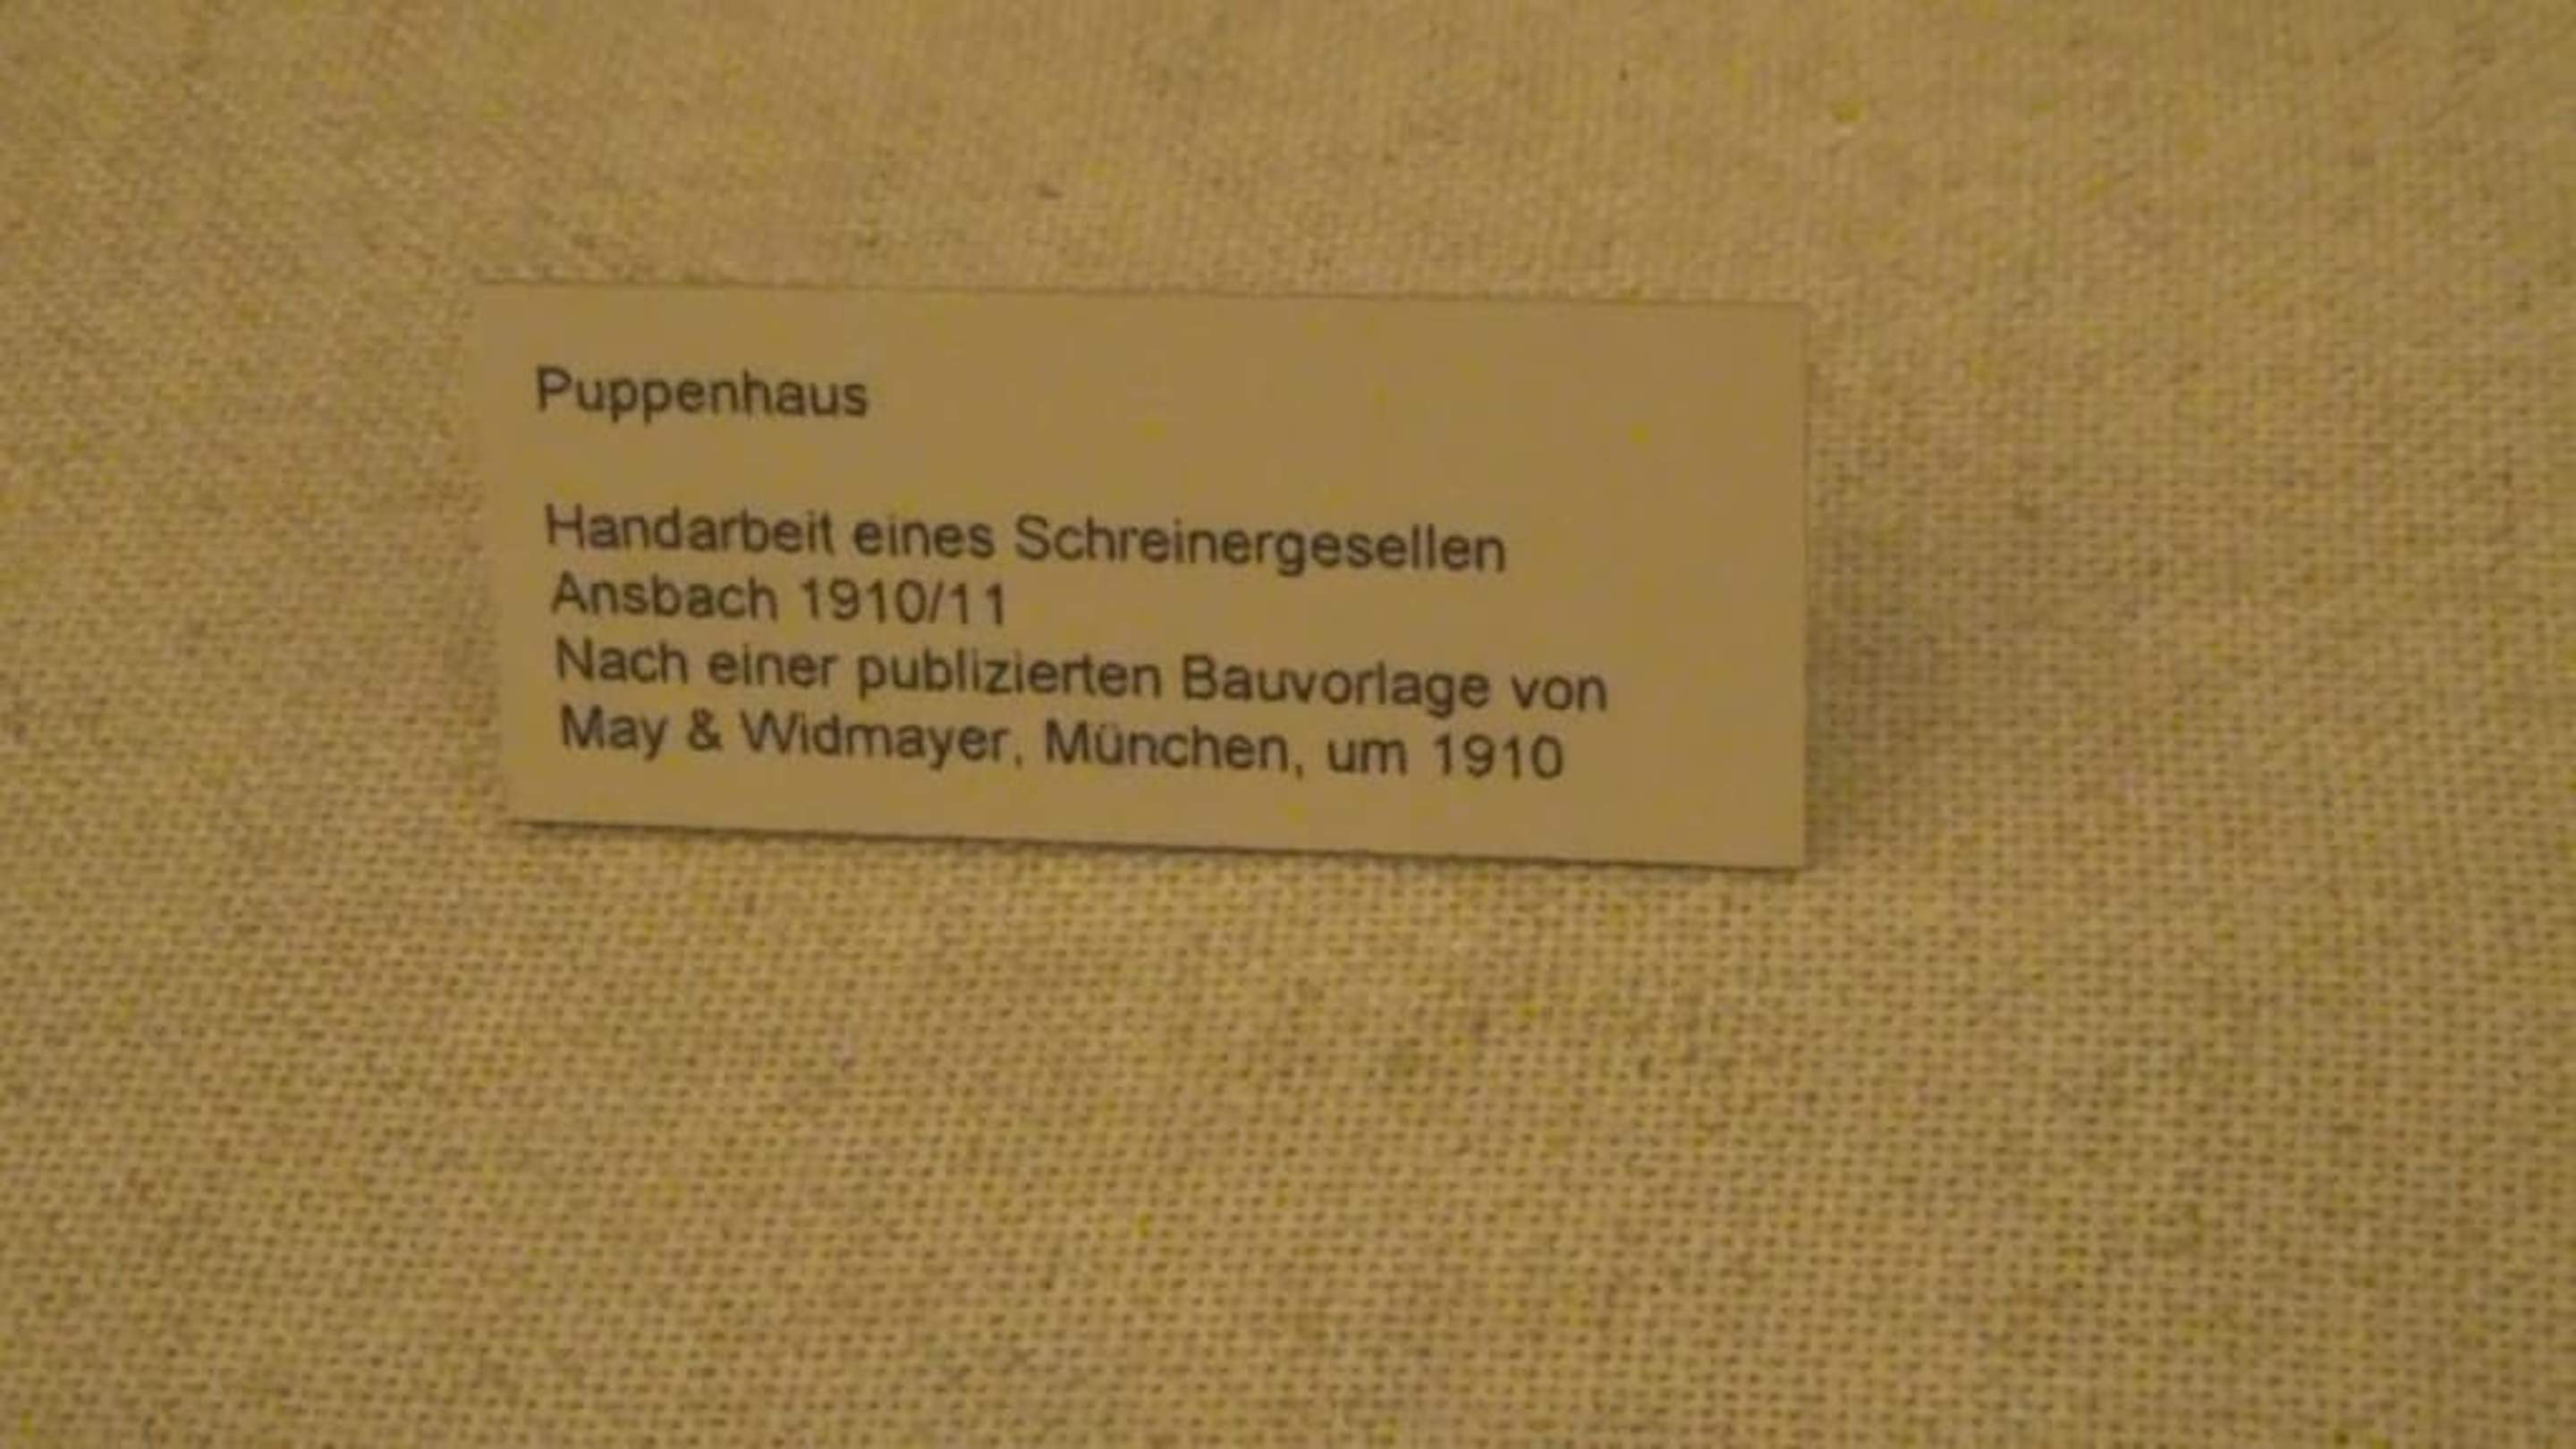 Puppenhaus
Handarbeit eines Schreinergesellen
Ansbach 1910/11
Nach einer publizierten Bauvorlage von
May & Widmayer, München, um 1910